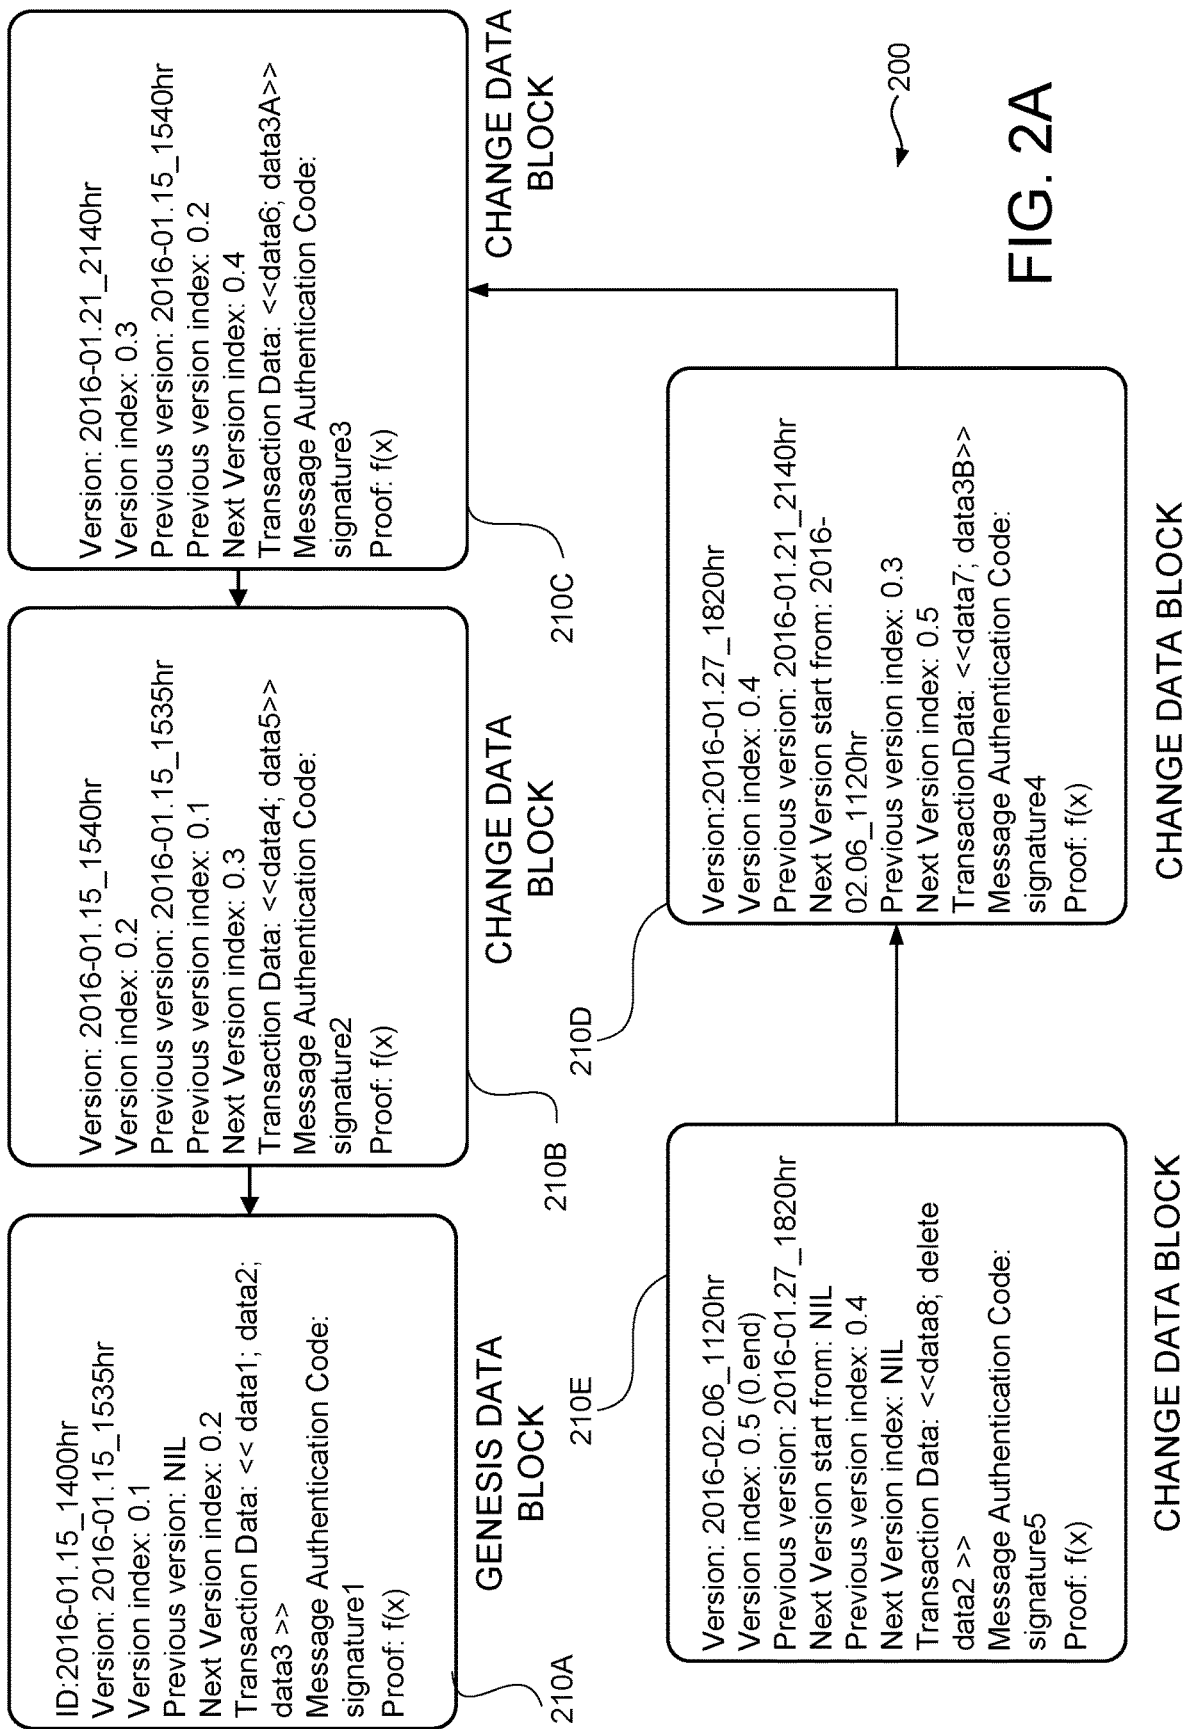 ID:2016-01.15_1400hr
Version: 2016-01.15_1535hr
Version index: 0.1
Previous version: NIL
Next Version index: 0.2
Transaction Data: << data1; data2;
data3 >>
Message Authentication Code:
signature1
Proof: f(x)
210A
GENESIS DATA
BLOCK
Version: 2016-01.15_1540hr
Version index: 0.2
Previous version: 2016-01.15_1535hr
Previous version index: 0.1
Next Version index: 0.3
Transaction Data: <<data4; data5>>
Message Authentication Code:
signature2
Proof: f(x)
210B
CHANGE DATA
BLOCK
Version: 2016-01.21_2140hr
Version index: 0.3
Previous version: 2016-01.15_1540hr
Previous version index: 0.2
Next Version index: 0.4
Transaction Data: <<data6; data3A>>
Message Authentication Code:
signature3
Proof: f(x)
210C
CHANGE DATA
BLOCK
210E
Version: 2016-02.06_1120hr
Version index: 0.5 (0.end)
Previous version: 2016-01.27_1820hr
Next Version start from: NIL
Previous version index: 0.4
Next Version index: NIL
Transaction Data: <<data8; delete
data2 >>
Message Authentication Code:
signature5
Proof: f(x)
CHANGE DATA BLOCK
210D
Version:2016-01.27_1820hr
Version index: 0.4
Previous version: 2016-01.21_2140hr
Next Version start from: 2016-
02.06_1120hr
Previous version index: 0.3
Next Version index: 0.5
TransactionData: <<data7; data3B>>
Message Authentication Code:
signature4
Proof: f(x)
CHANGE DATA BLOCK
200
FIG. 2A